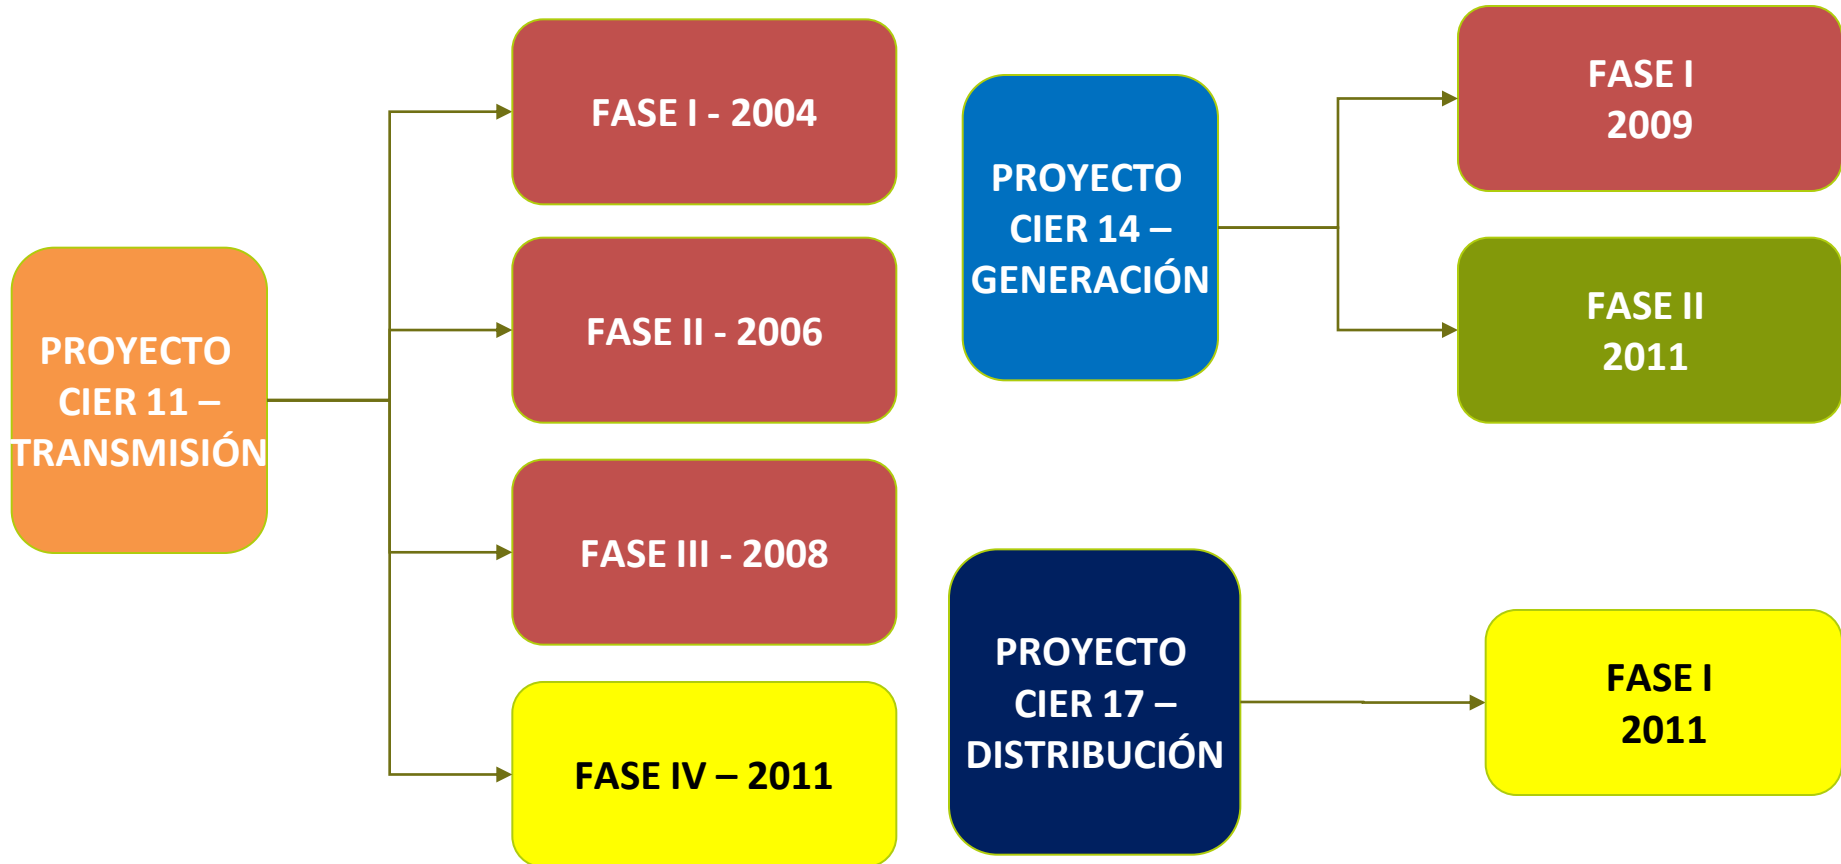 PROYECTO
CIER 11 –
TRANSMISIÓN
FASE I - 2004
FASE II - 2006
FASE III - 2008
FASE IV – 2011
PROYECTO
CIER 14 –
GENERACIÓN
FASE I
2009
FASE II
2011
PROYECTO
CIER 17 –
DISTRIBUCIÓN
FASE I
2011